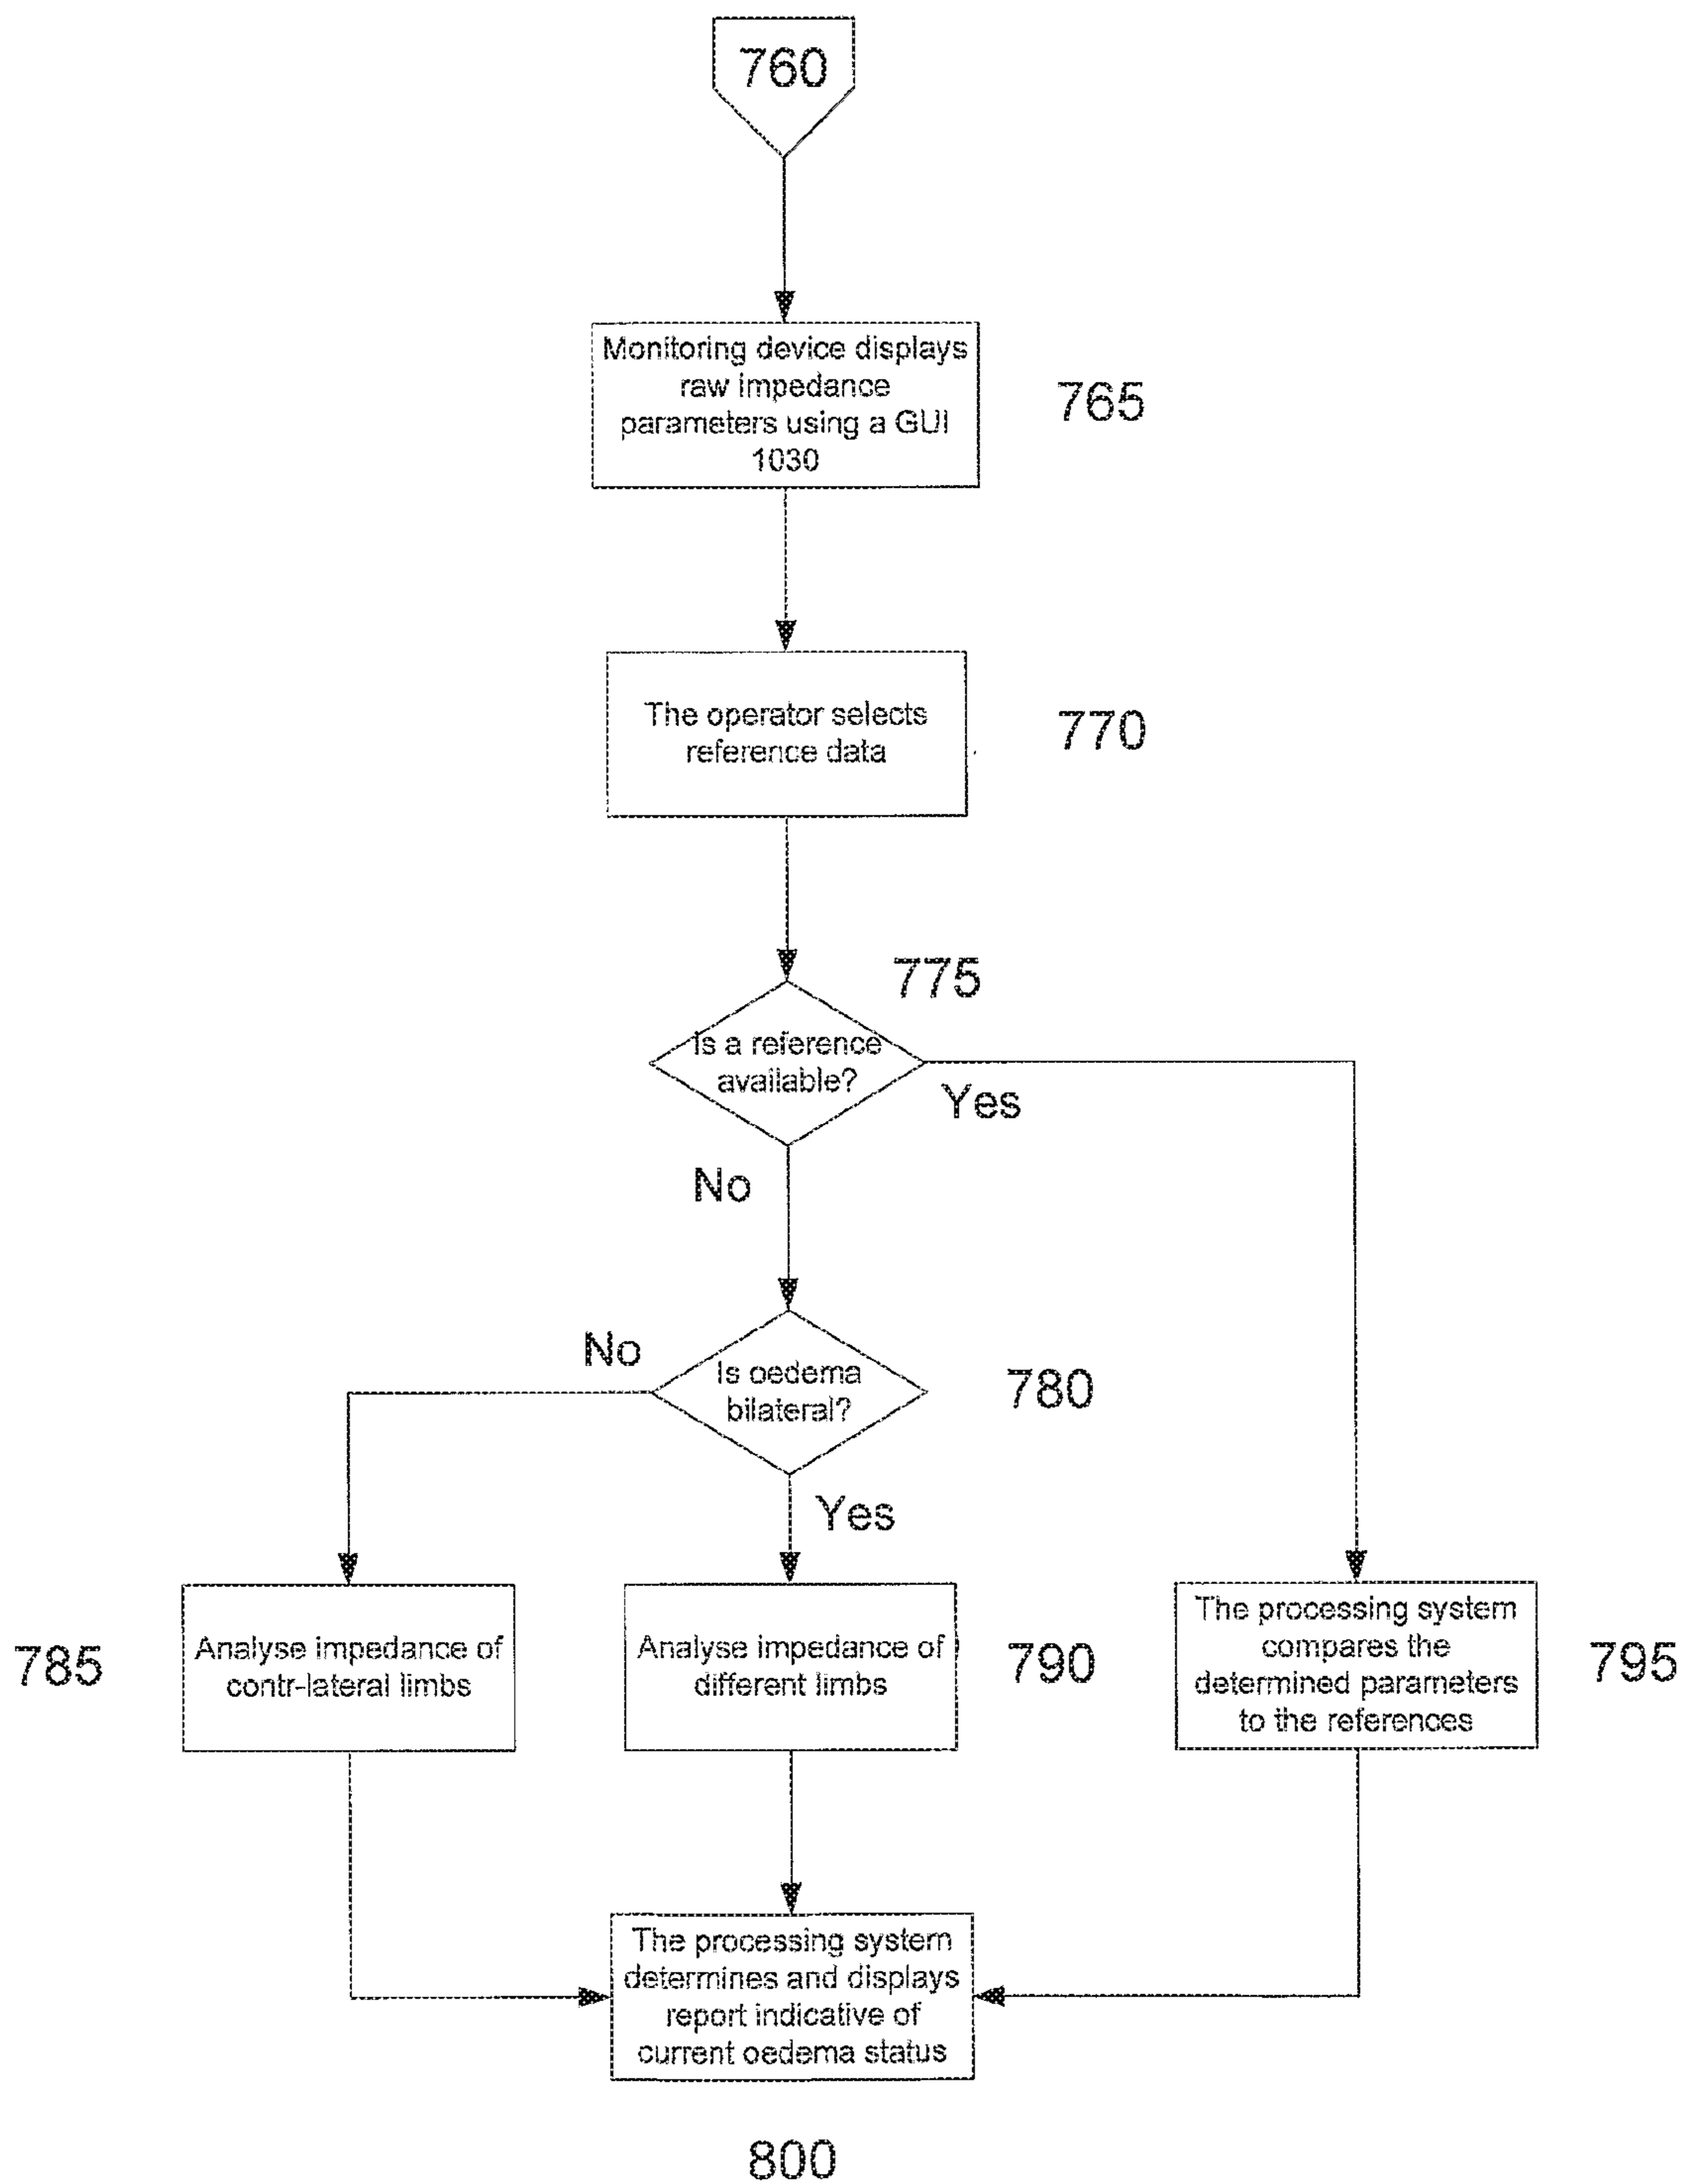 760
Monitoring device displays
raw impedance
parameters using a GUI
1030
765
The operator selects
reference data
770
775
Is a reference
available?
Yes
No
No
Is oedema
bilateral?
780
Yes
785
Analyse impedance of
contr-lateral limbs
Analyse impedance of
different limbs
790
The processing system
compares the
determined parameters
to the references
795
The processing system
determines and displays
report indicative of
current oedema status
800